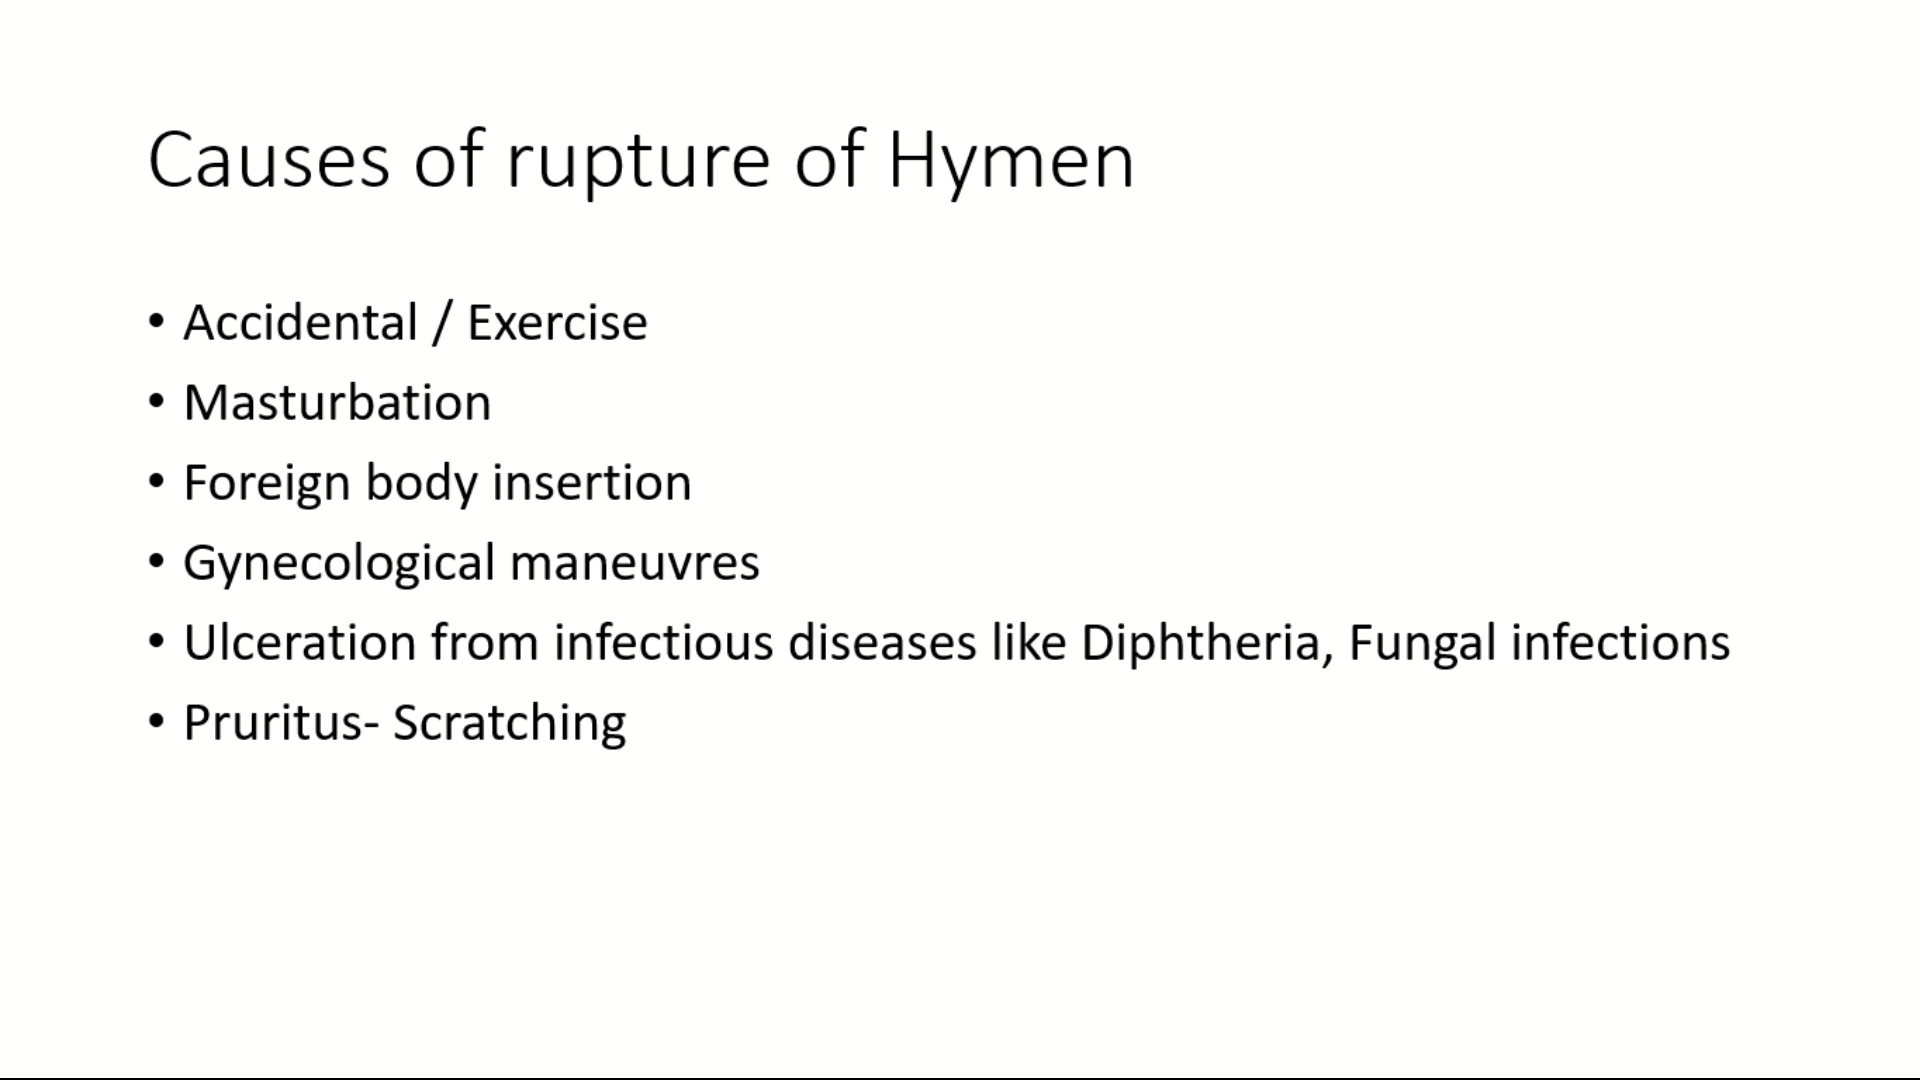 Causes of rupture of Hymen
• Accidental / Exercise
• Masturbation
• Foreign body insertion
• Gynecological maneuvres
• Ulceration from infectious diseases like Diphtheria, Fungal infections
• Pruritus- Scratching